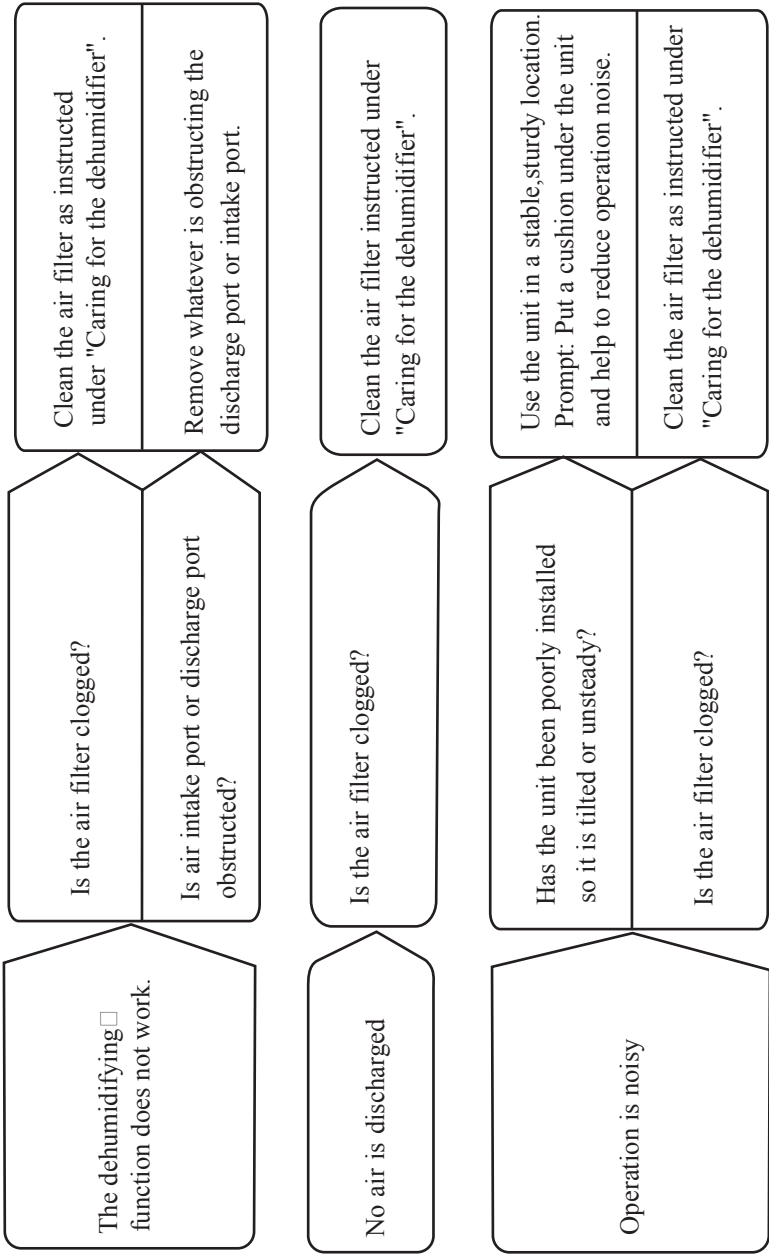 The dehumidifying□
function does not work.
Is the air filter clogged?
Clean the air filter as instructed
under "Caring for the dehumidifier".
Is air intake port or discharge port
obstructed?
Remove whatever is obstructing the
discharge port or intake port.
No air is discharged
Is the air filter clogged?
Clean the air filter instructed under
"Caring for the dehumidifier".
Operation is noisy
Has the unit been poorly installed
so it is tilted or unsteady?
Use the unit in a stable,sturdy location.
Prompt: Put a cushion under the unit
and help to reduce operation noise.
Is the air filter clogged?
Clean the air filter as instructed under
"Caring for the dehumidifier".